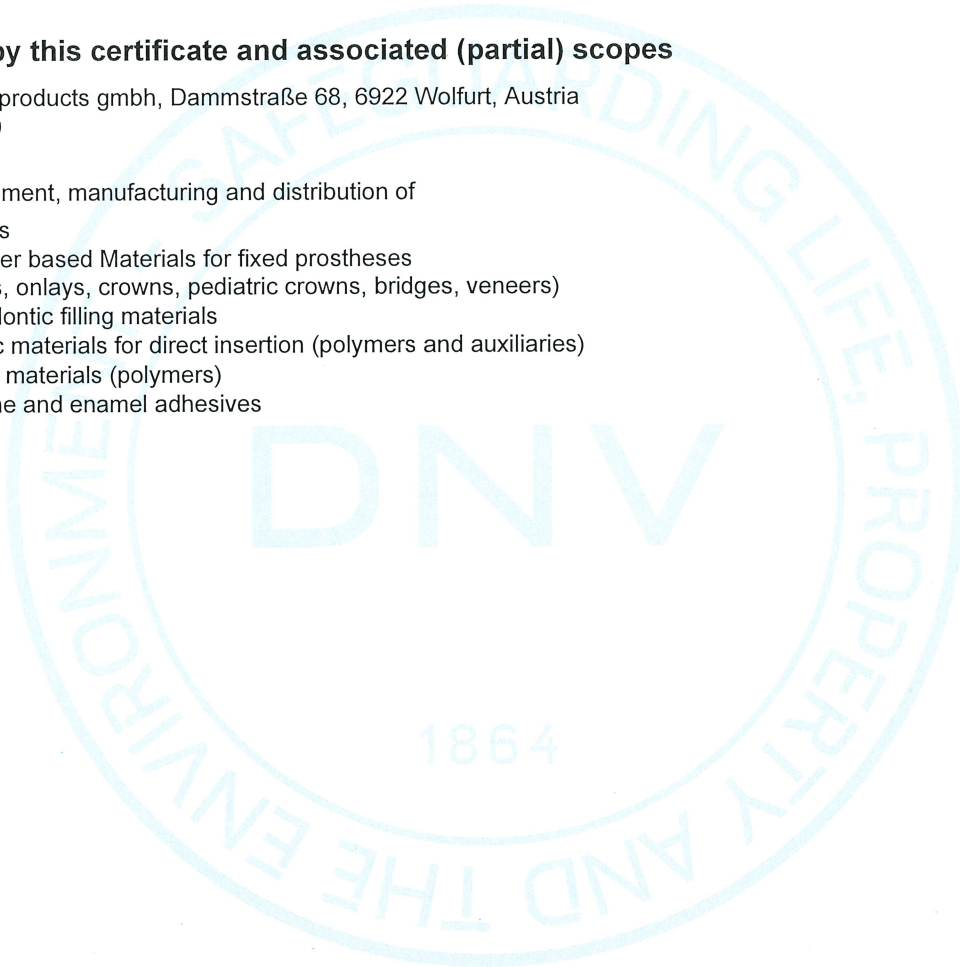 by this certificate and associated (partial) scopes
products gmbh, Dammstraße 68, 6922 Wolfurt, Austria
)
ment, manufacturing and distribution of
s
er based Materials for fixed prostheses
s, onlays, crowns, pediatric crowns, bridges, veneers)
lontic filling materials
c materials for direct insertion (polymers and auxiliaries)
materials (polymers)
ne and enamel adhesives
SAFEGUARDING LIFE, PROPERTY AND THE ENVIRONMENT
DNV
1864